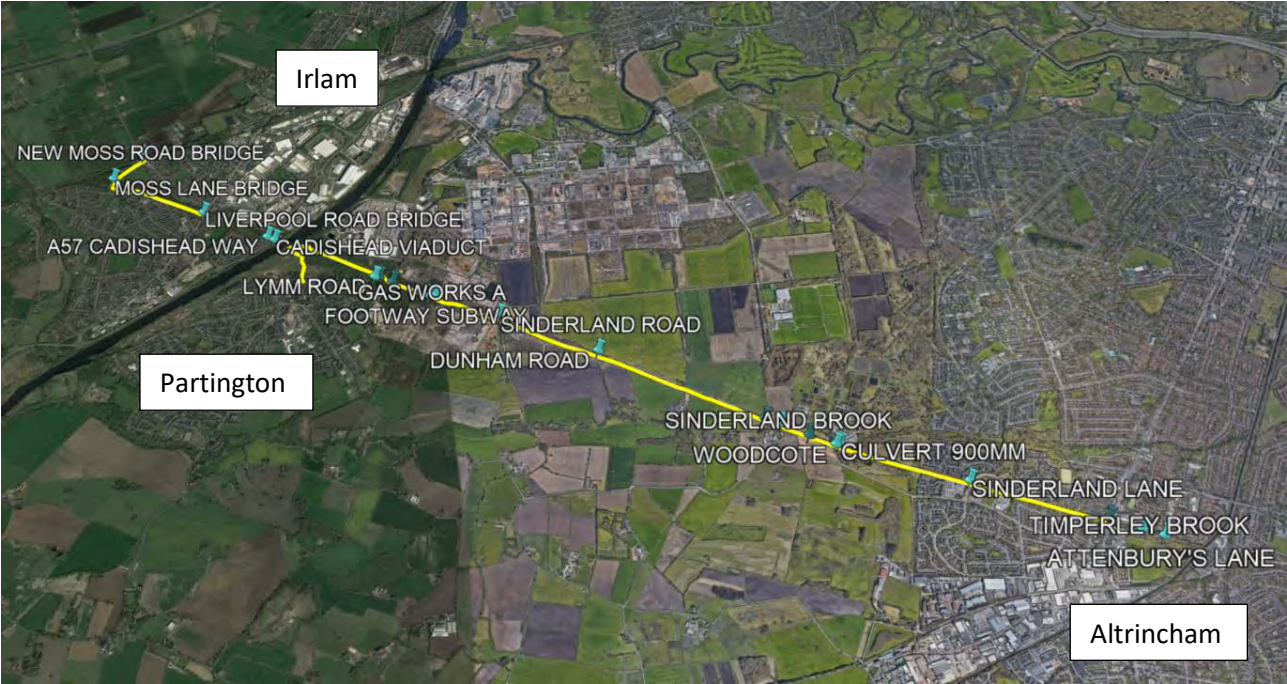 Irlam
NEW MOSS ROAD BRIDGE
MOSS LANE BRIDGE
LIVERPOOL ROAD BRIDGE
A57 CADISHEAD WAY
CADISHEAD VIADUCT
LYMM ROAD
GAS WORKS A
FOOTWAY SUBWAY
SINDERLAND ROAD
DUNHAM ROAD
Partington
SINDERLAND BROOK
WOODCOTE
CULVERT 900MM
SINDERLAND LANE
TIMPERLEY BROOK
ATTENBURY'S LANE
Altrincham